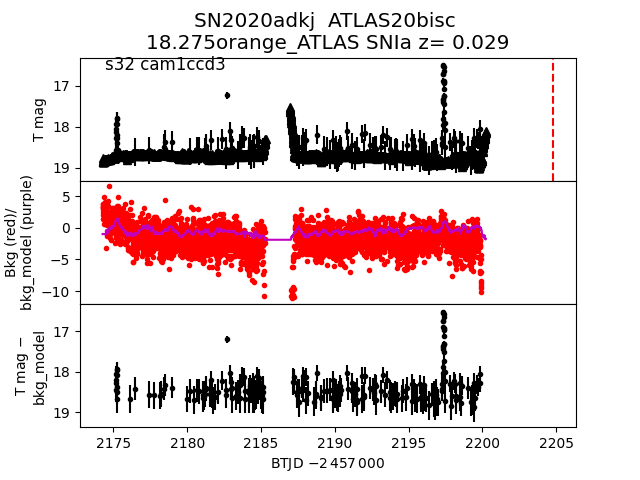 SN2020adkj ATLAS20bisc
18.275orange_ATLAS SNIa z= 0.029
s32 cam1ccd3
T mag
17
18
19
Bkg (red)/
bkg_model (purple)
5
0
−5
−10
T mag −
bkg_model
17
18
19
2175 2180 2185 2190 2195 2200 2205
BTJD −2 457 000